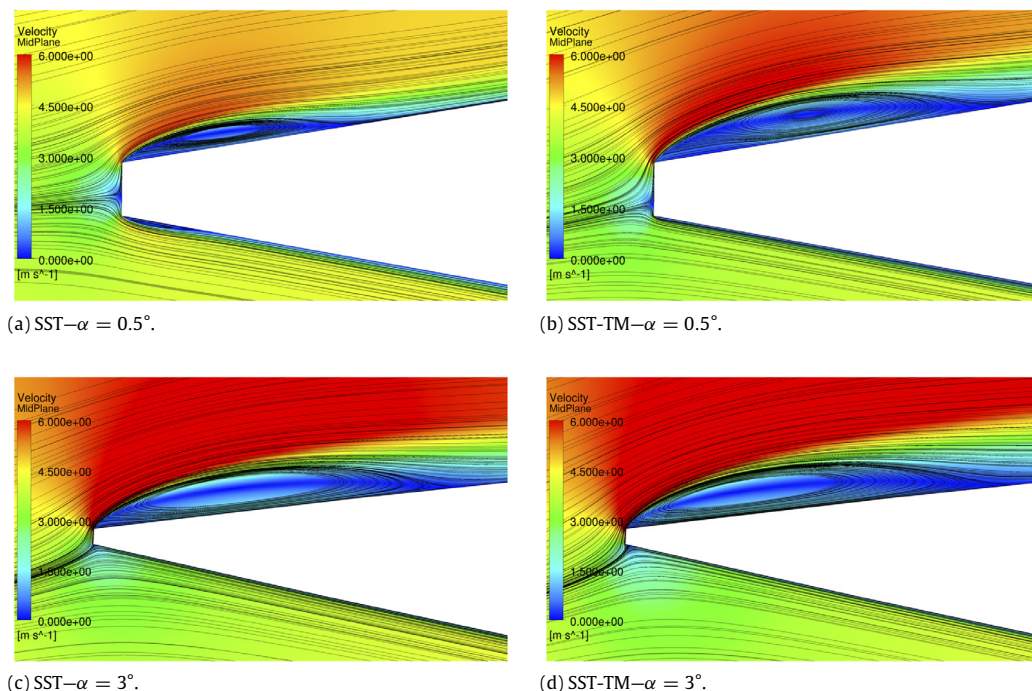 Velocity
MidPlane
6.000e+00
4.500e+00
3.000e+00
1.500e+00
0.000e+00
[m s^-1]
(a) SST–α = 0.5°.
Velocity
MidPlane
6.000e+00
4.500e+00
3.000e+00
1.500e+00
0.000e+00
[m s^-1]
(b) SST-TM–α = 0.5°.
Velocity
MidPlane
6.000e+00
4.500e+00
3.000e+00
1.500e+00
0.000e+00
[m s^-1]
(c) SST–α = 3°.
Velocity
MidPlane
6.000e+00
4.500e+00
3.000e+00
1.500e+00
0.000e+00
[m s^-1]
(d) SST-TM–α = 3°.